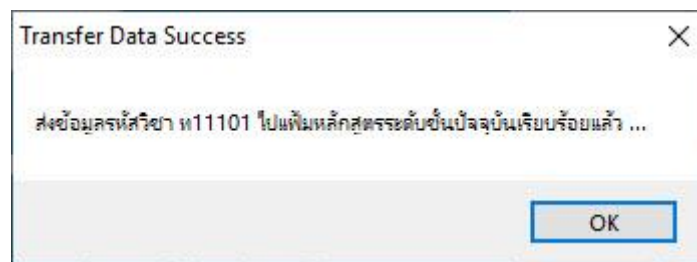 Transfer Data Success
ส่งข้อมูลรหัสวิชา ท11101 ไปแฟ้มหลักสูตรระดับชั้นปัจจุบันเรียบร้อยแล้ว ...
OK